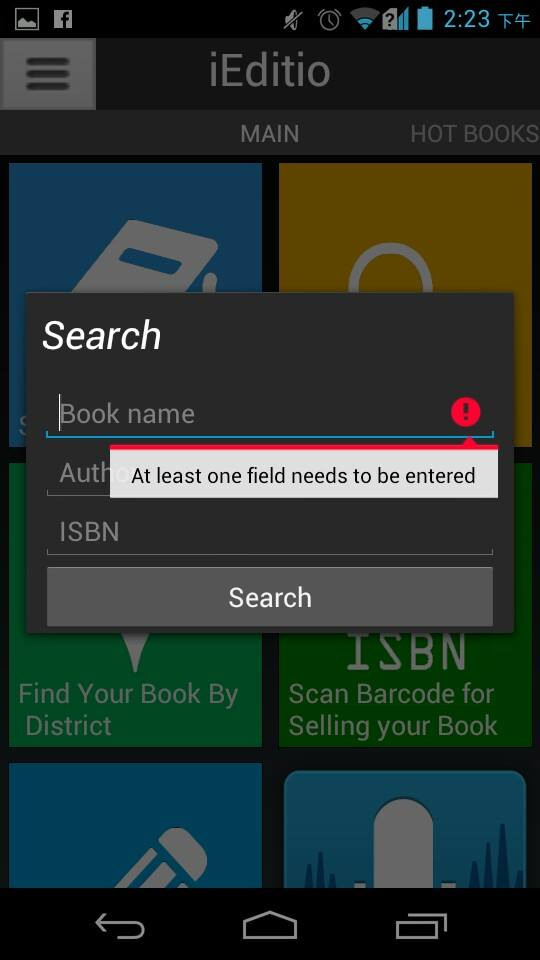 2:23 下午
iEditio
MAIN
HOT BOOKS
Search
Book name
At least one field needs to be entered
ISBN
Search
ISBN
Find Your Book By
District
Scan Barcode for
Selling your Book